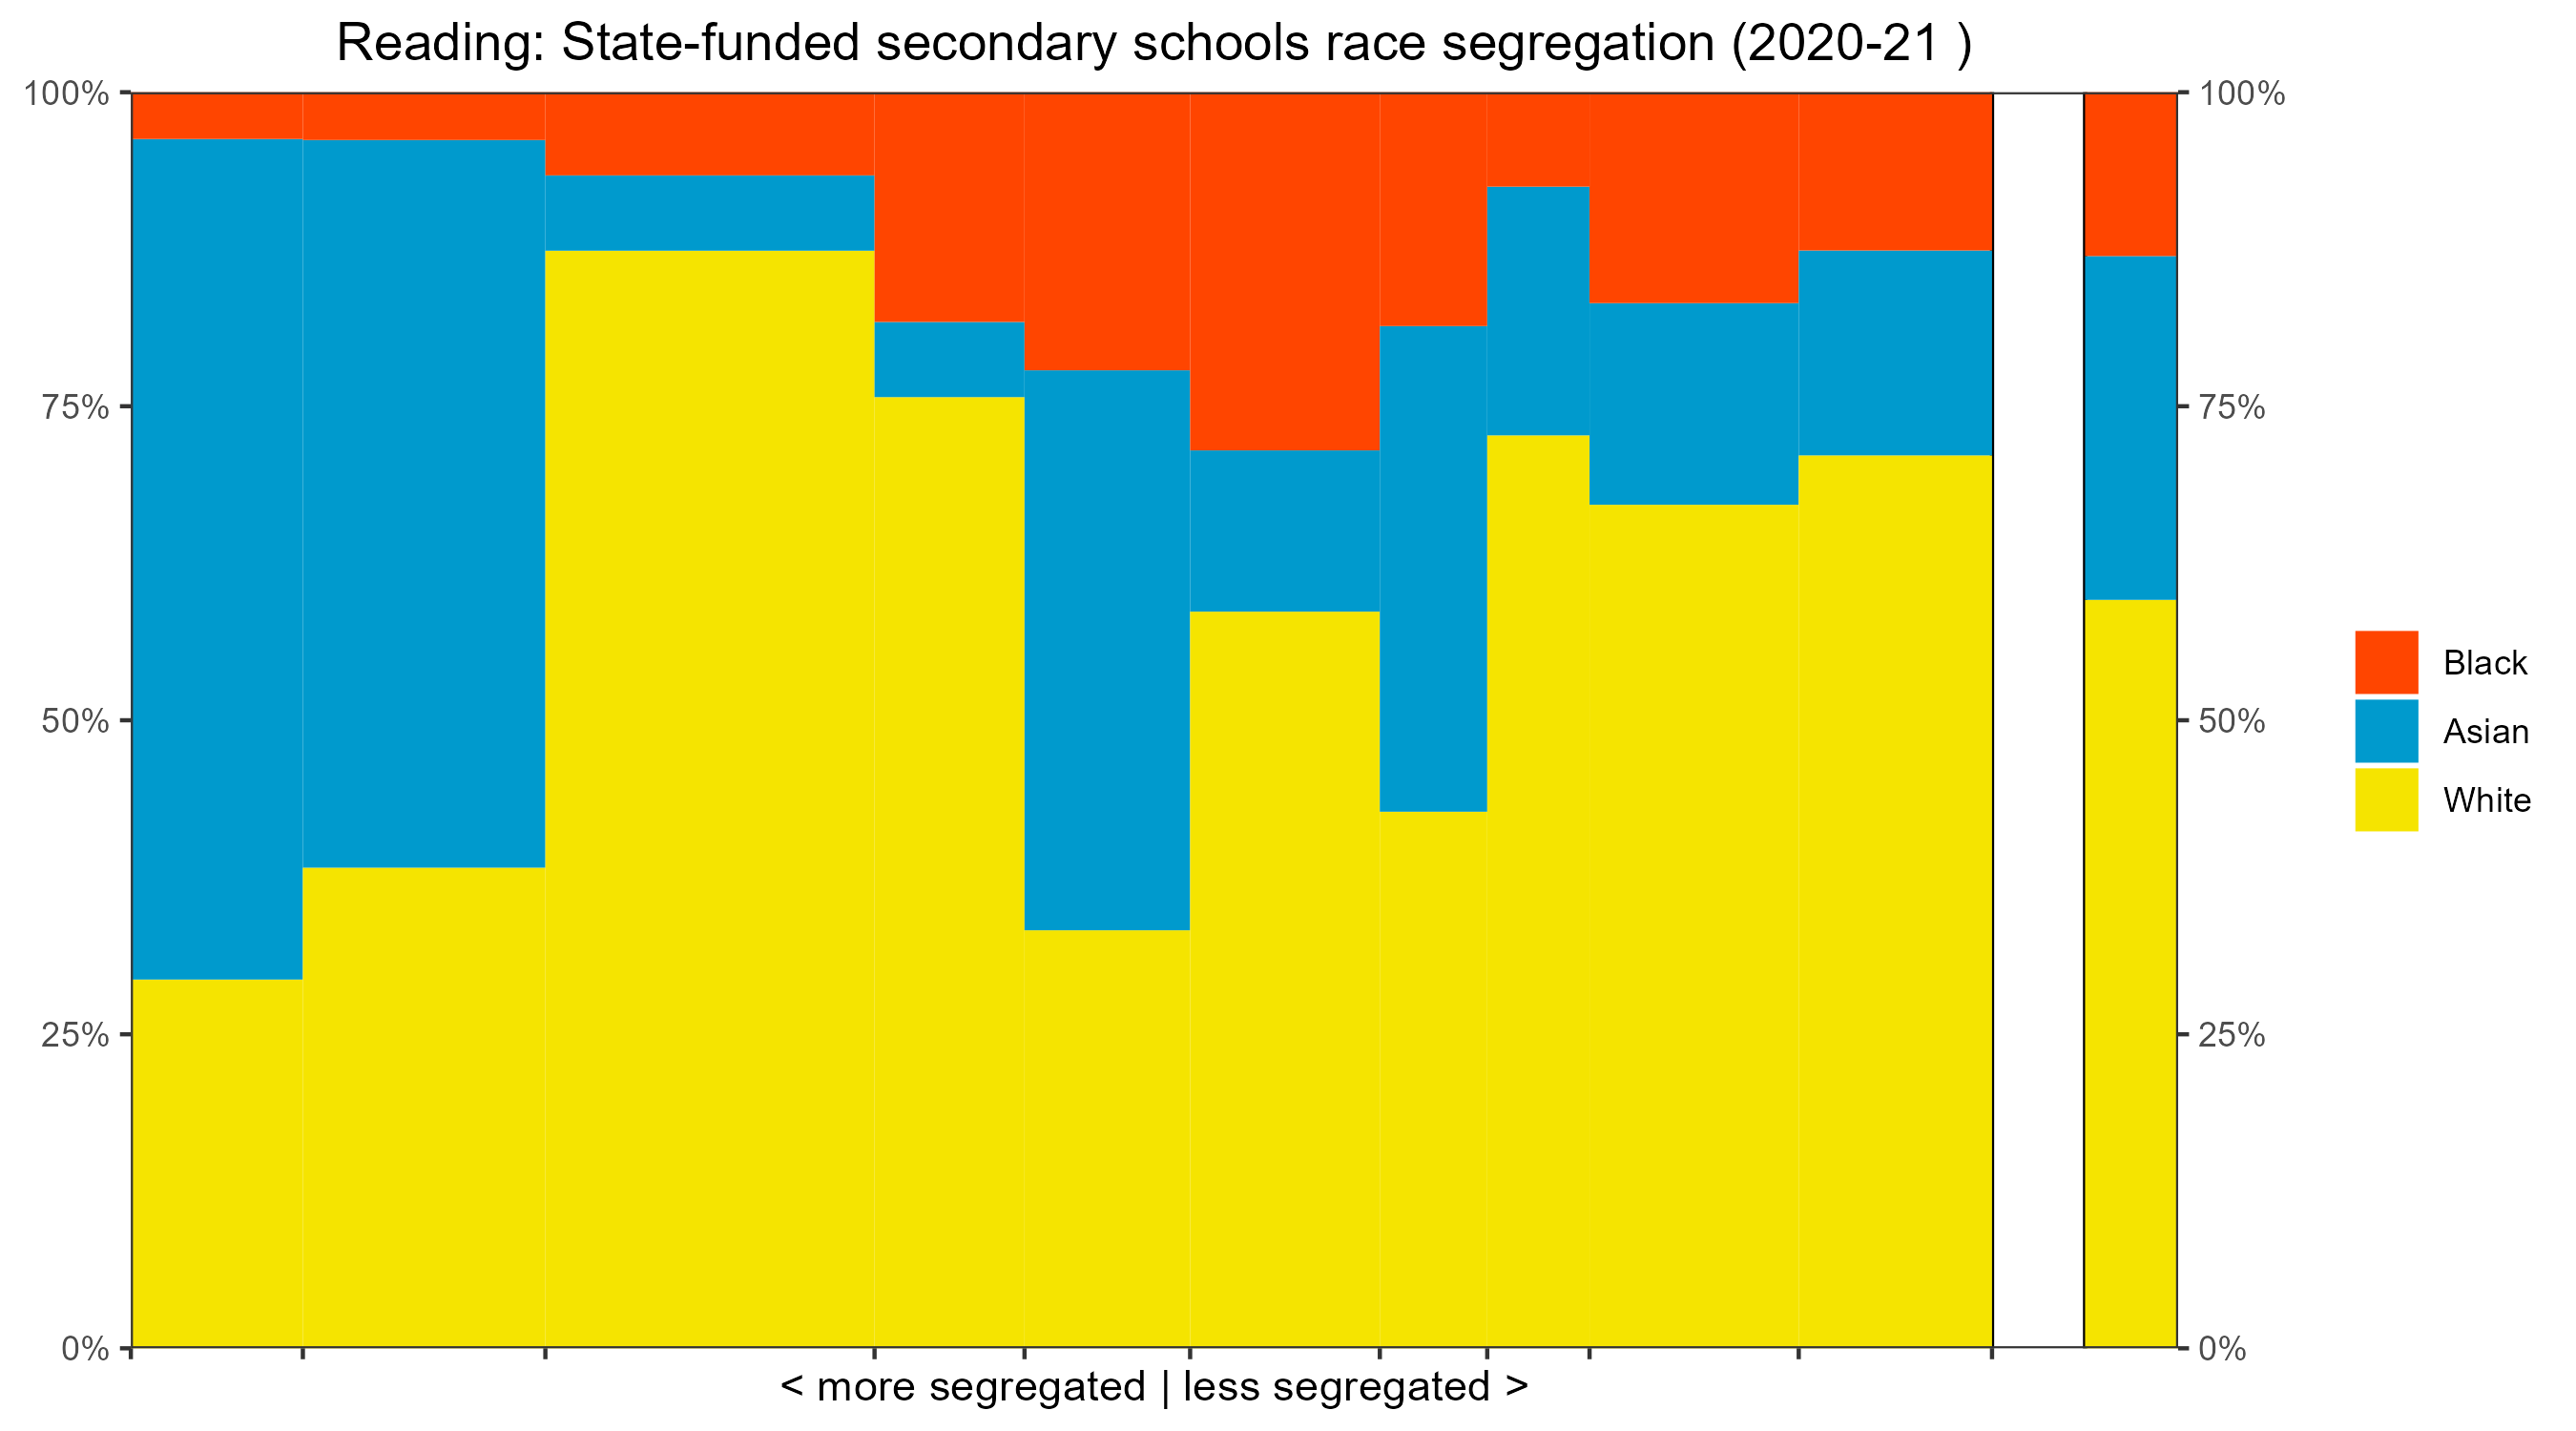 Reading: State-funded secondary schools race segregation (2020-21 )
100%
75%
50%
25%
0%
100%
75%
50%
25%
0%
Black
Asian
White
< more segregated | less segregated >